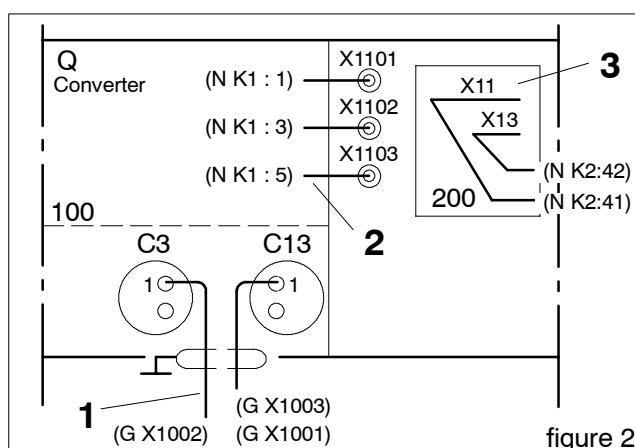 Q
Converter
(N K1 : 1)
X1101
(N K1 : 3)
X1102
(N K1 : 5)
X1103
X11
X13
3
(N K2:42)
(N K2:41)
200
100
2
C3
C13
1
1
1
(G X1002)
(G X1003)
(G X1001)
figure 2